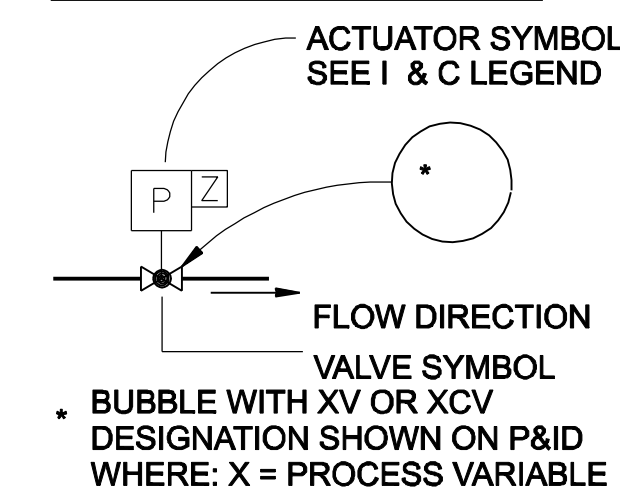 ACTUATOR SYMBOL
SEE I & C LEGEND
*
P Z
FLOW DIRECTION
VALVE SYMBOL
* BUBBLE WITH XV OR XCV
DESIGNATION SHOWN ON P&ID
WHERE: X = PROCESS VARIABLE